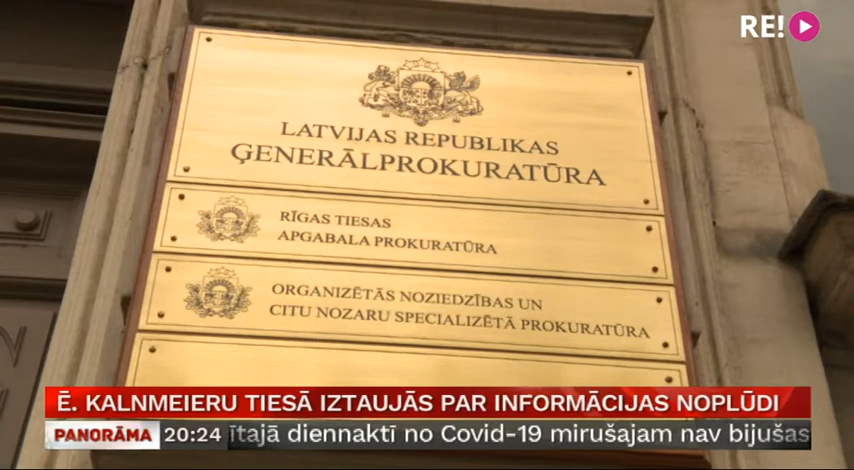 RE!
LATVIJAS REPUBLIKAS
ĢENERĀLPROKURATŪRA
RĪGAS TIESAS
APGABALA PROKURATŪRA
ORGANIZĒTĀS NOZIEDZĪBAS UN
CITU NOZARU SPECIALIZĒTĀ PROKURATŪRA
Ē. KALNMEIERU TIESĀ IZTAUJĀS PAR INFORMĀCIJAS NOPLŪDI
PANORĀMA 20:24 ītajā diennaktī no Covid-19 mirušajam nav bijušas